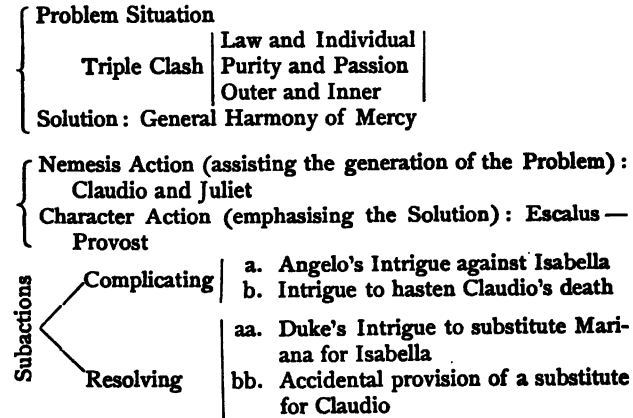 Problem Situation
Law and Individual
Triple Clash Purity and Passion
Outer and Inner
Solution: General Harmony of Mercy
Nemesis Action (assisting the generation of the Problem):
Claudio and Juliet
Character Action (emphasising the Solution): Escalus —
Provost
Subactions
Complicating
a. Angelo's Intrigue against Isabella
b. Intrigue to hasten Claudio's death
Resolving
aa. Duke's Intrigue to substitute Mari-
ana for Isabella
bb. Accidental provision of a substitute
for Claudio